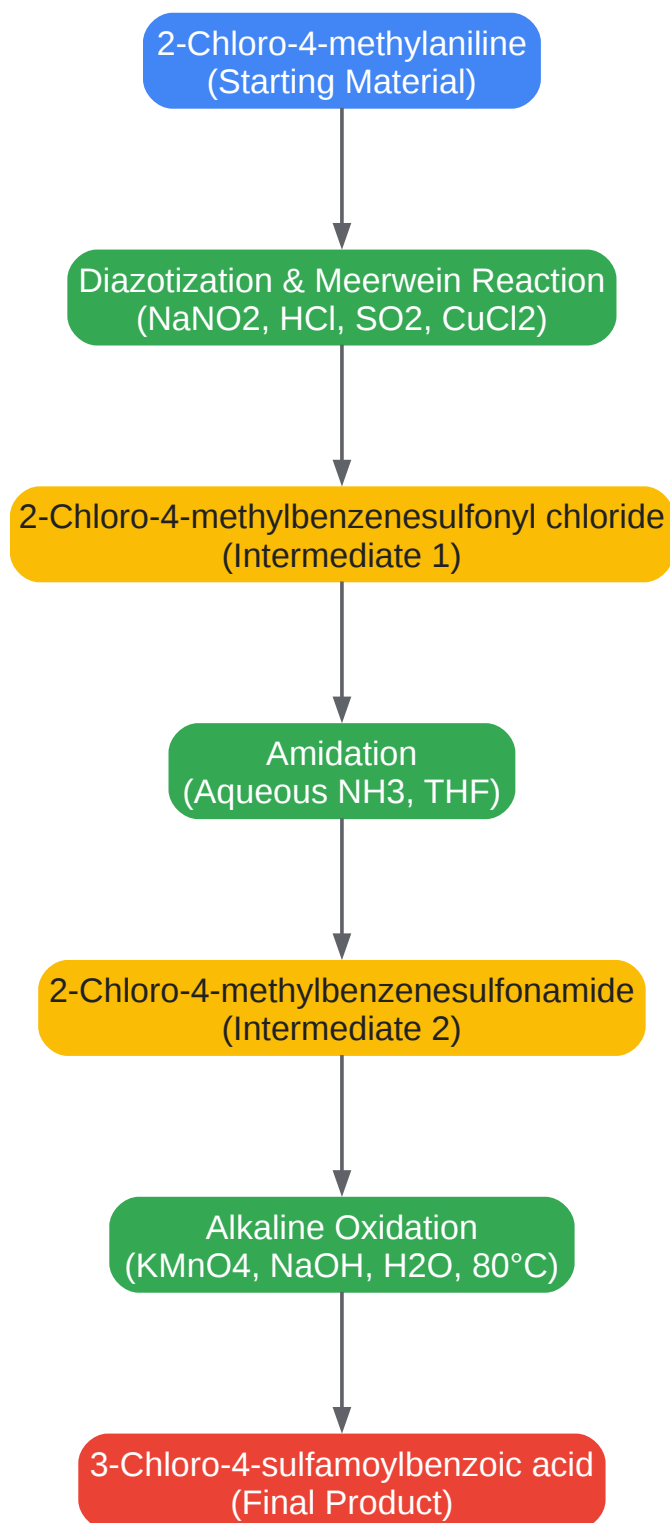 2-Chloro-4-methylaniline
(Starting Material)
Diazotization & Meerwein Reaction
(NaNO2, HCl, SO2, CuCl2)
2-Chloro-4-methylbenzenesulfonyl chloride
(Intermediate 1)
Amidation
(Aqueous NH3, THF)
2-Chloro-4-methylbenzenesulfonamide
(Intermediate 2)
Alkaline Oxidation
(KMnO4, NaOH, H2O, 80°C)
3-Chloro-4-sulfamoylbenzoic acid
(Final Product)